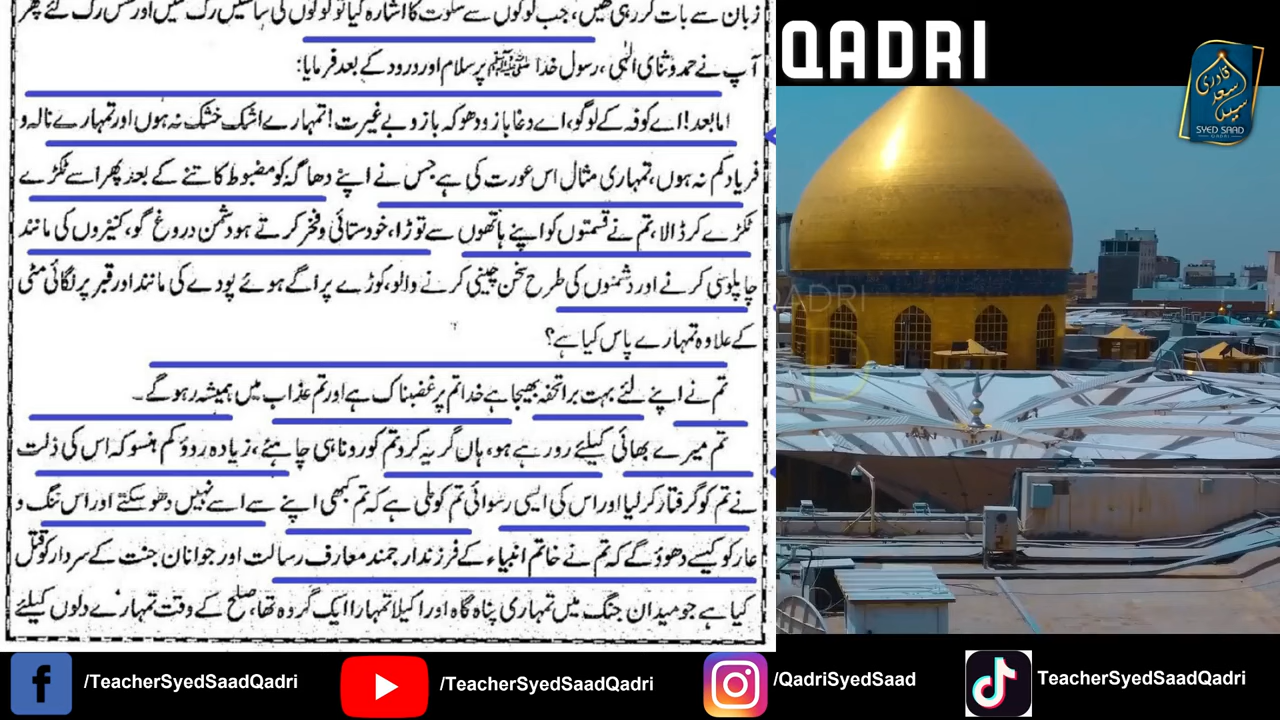 زبان سے بات کر رہی تھیں، جب لوگوں سے سکوت کا اشارہ کیا تو لوگوں کی سانسیں رک گئیں اور جرس رک گئے پھر
آپ نے حمد و ثنای الٰہی، رسول خدا ﷺ پر سلام اور درود کے بعد فرمایا:
اما بعد! اے کوفہ کے لوگو، اے دغا باز و دھوکہ باز و بے غیرت! تمہارے اشک خشک نہ ہوں اور تمہارے نالہ و
فریاد کم نہ ہوں، تمہاری مثال اس عورت کی ہے جس نے اپنے دھاگہ کو مضبوط کاتنے کے بعد پھر اسے ٹکڑے
ٹکڑے کر ڈالا، تم نے قسمتوں کو اپنے ہاتھوں سے توڑا، خودستائی و فخر کرتے ہو دشمن دروغ گو، کنیزوں کی مانند
چاپلوسی کرنے اور دشمنوں کی طرح سخن چینی کرنے والو، کوڑے پر اگے ہوئے پودے کی مانند اور قبر پر لگائی مٹی
کے علاوہ تمہارے پاس کیا ہے؟
تم نے اپنے لئے بہت برا تحفہ بھیجا ہے خدا تم پر غضبناک ہے اور تم عذاب میں ہمیشہ رہو گے۔
تم میرے بھائی کیلئے رو رہے ہو، ہاں گریہ کرو تم کو رونا ہی چاہئے، زیادہ روؤ کم ہنسو کہ اس کی ذلت
نے تم کو گرفتار کر لیا اور اس کی ایسی رسوائی تم کو ملی ہے کہ تم کبھی اپنے سے اسے نہیں دھو سکتے اور اس ننگ و
عار کو کیسے دھوؤ گے کہ تم نے خاتم انبیاء کے فرزند ارجمند معارف رسالت اور جوانان جنت کے سردار کو قتل
کیا ہے جو میدان جنگ میں تمہاری پناہ گاہ اور اکیلا تمہارا ایک گروہ تھا، صلح کے وقت تمہارے دلوں کیلئے
QADRI
سید سعد قادری
SYED SAAD
QADRI
QADRI
/TeacherSyedSaadQadri
/TeacherSyedSaadQadri
/QadriSyedSaad
TeacherSyedSaadQadri